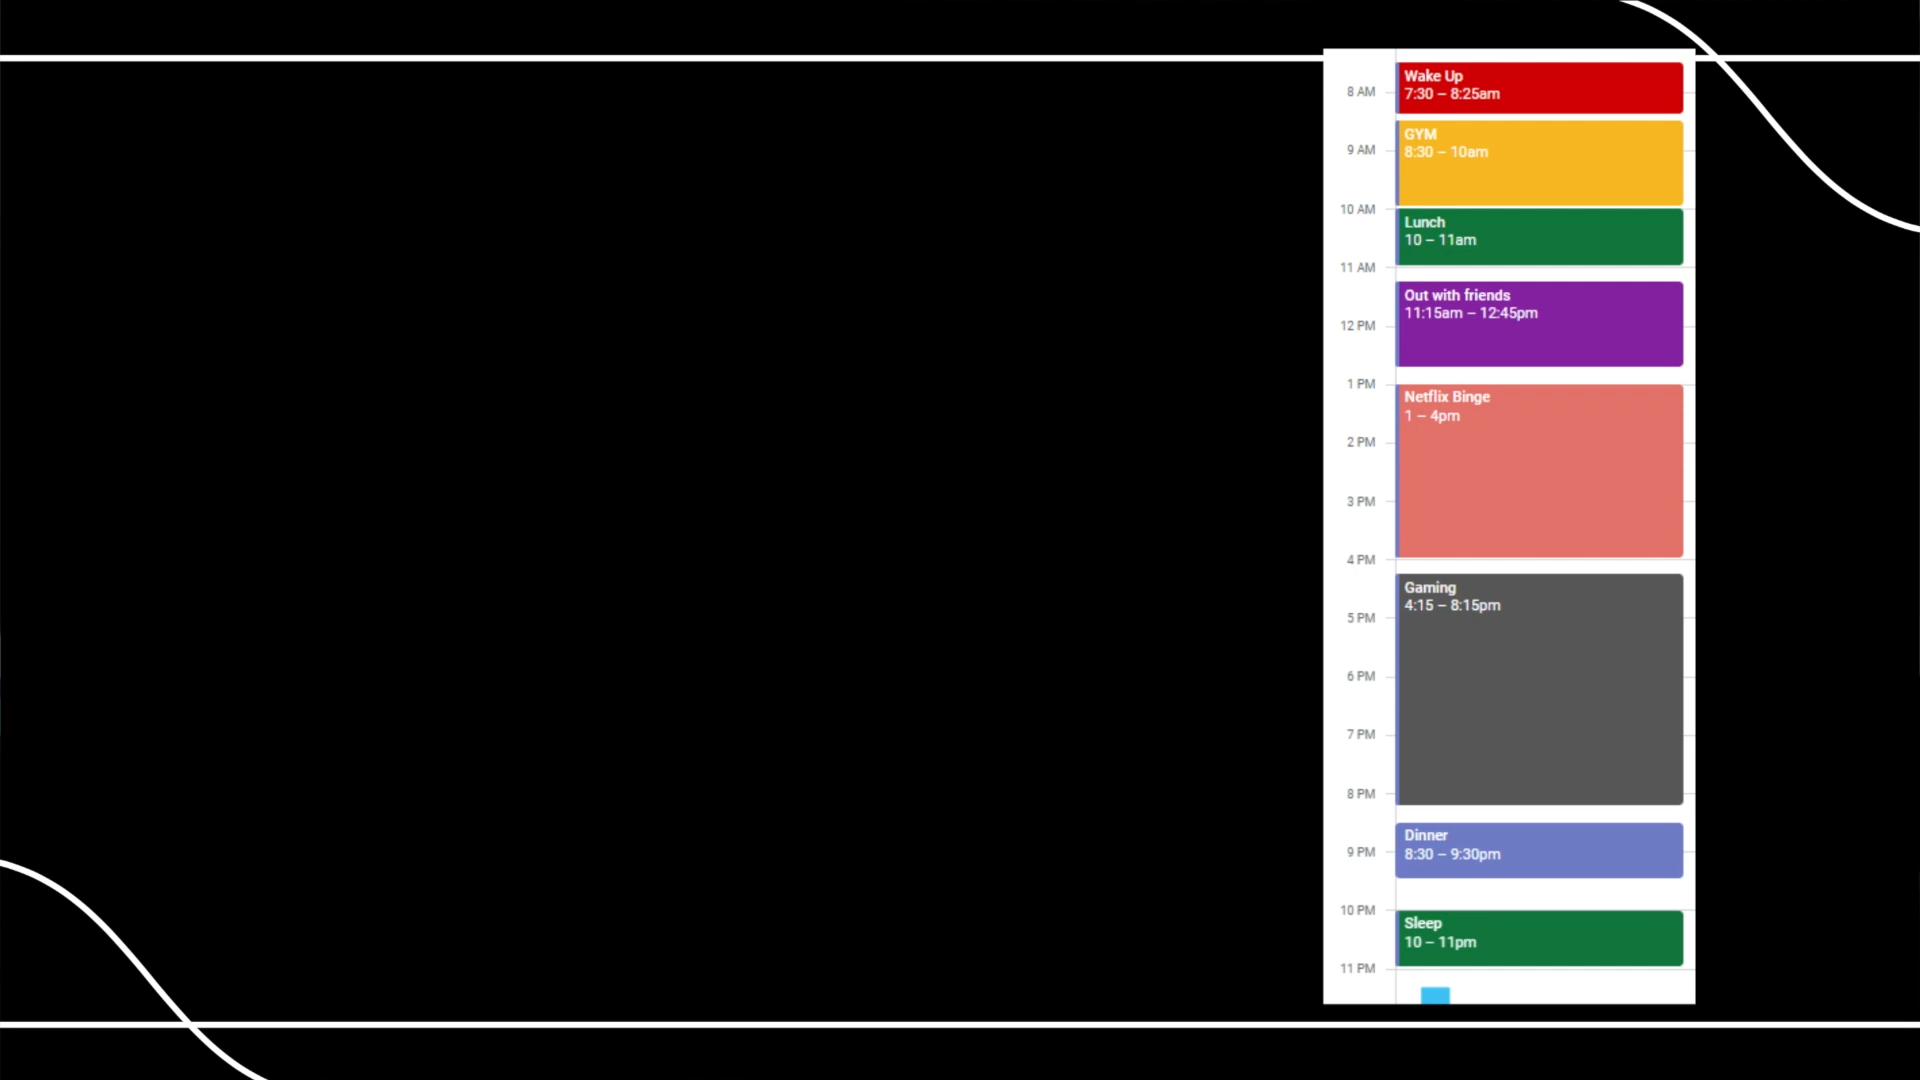 8 AM
Wake Up
7:30 – 8:25am
GYM
8:30 – 10am
9 AM
10 AM
Lunch
10 – 11am
11 AM
Out with friends
11:15am – 12:45pm
12 PM
1 PM
Netflix Binge
1 – 4pm
2 PM
3 PM
4 PM
Gaming
4:15 – 8:15pm
5 PM
6 PM
7 PM
8 PM
Dinner
8:30 – 9:30pm
9 PM
10 PM
Sleep
10 – 11pm
11 PM